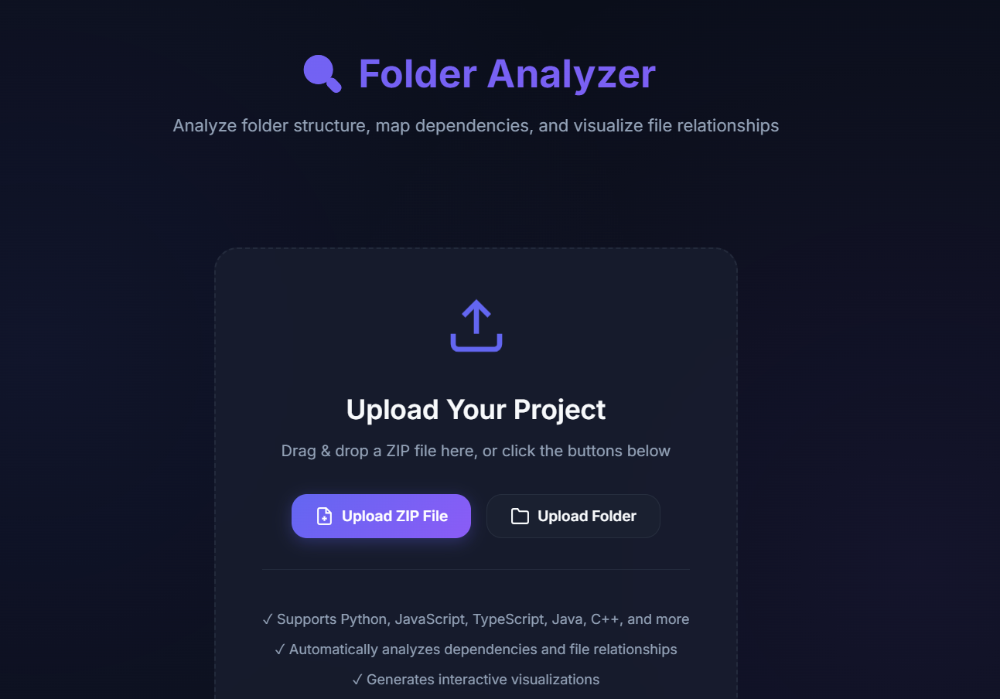 Folder Analyzer
Analyze folder structure, map dependencies, and visualize file relationships
Upload Your Project
Drag & drop a ZIP file here, or click the buttons below
Upload ZIP File
Upload Folder
✓ Supports Python, JavaScript, TypeScript, Java, C++, and more
✓ Automatically analyzes dependencies and file relationships
✓ Generates interactive visualizations